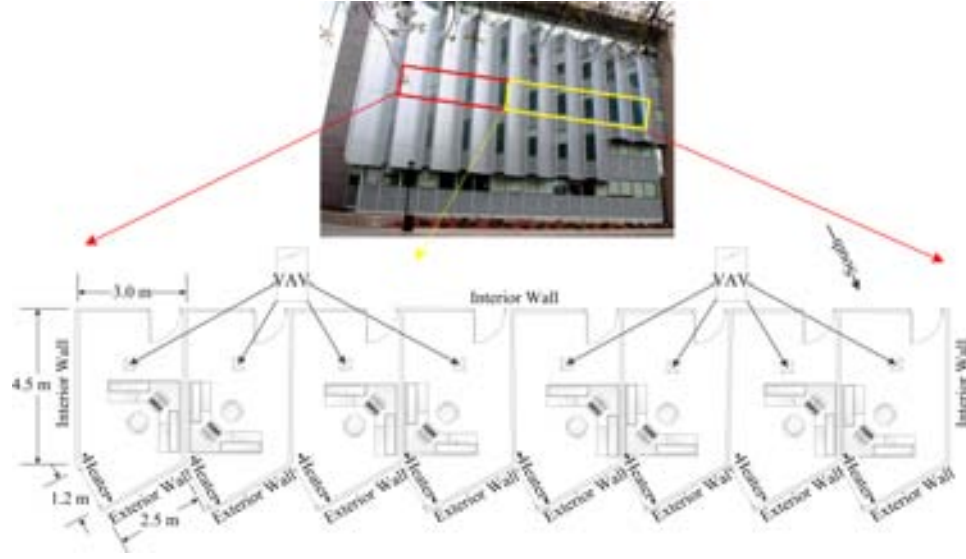 South
VAV
VAV
3.0 m
Interior Wall
Interior Wall
4.5 m
Interior Wall
Heater
Heater
Heater
Heater
Heater
Heater
Heater
Heater
1.2 m
Exterior Wall
2.5 m
Exterior Wall
Exterior Wall
Exterior Wall
Exterior Wall
Exterior Wall
Exterior Wall
Exterior Wall